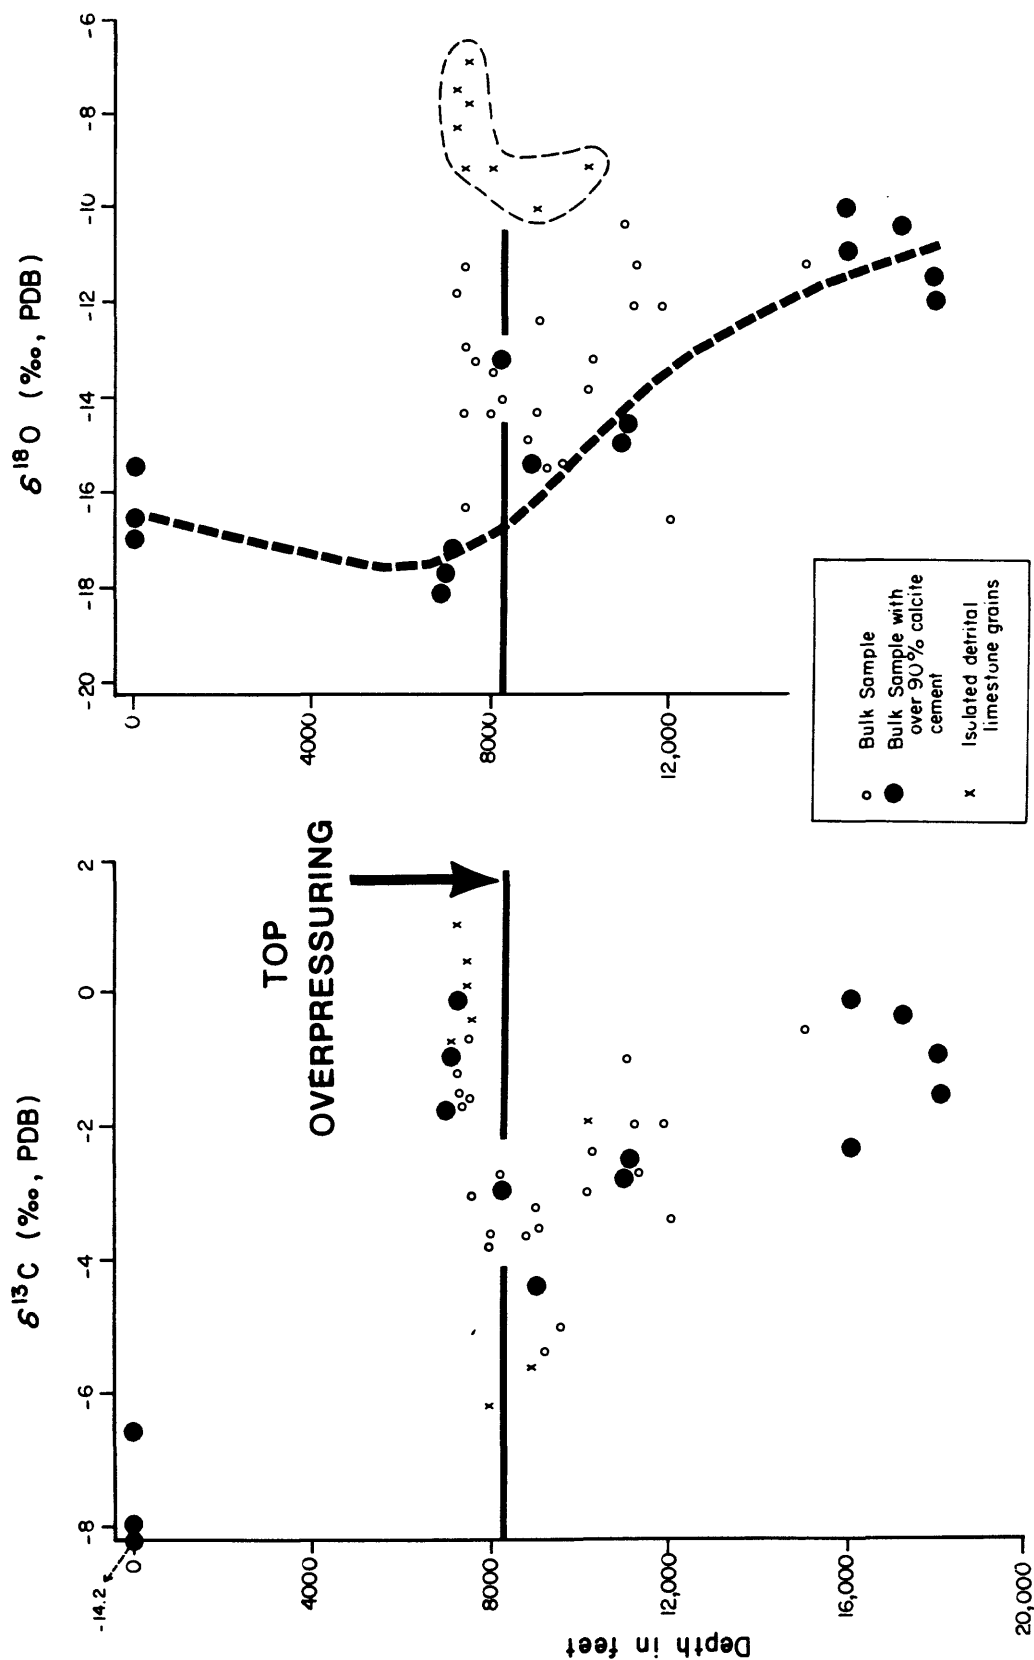 δ¹⁸O (‰, PDB)
-20
-18
-16
-14
-12
-10
-8
-6
0
4000
8000
12,000
o Bulk Sample
● Bulk Sample with
over 90% calcite
cement
x Isolated detrital
limestone grains
δ¹³C (‰, PDB)
-8
-6
-4
-2
0
2
-14.2
TOP
OVERPRESSURING
0
4000
8000
12,000
16,000
20,000
Depth in feet